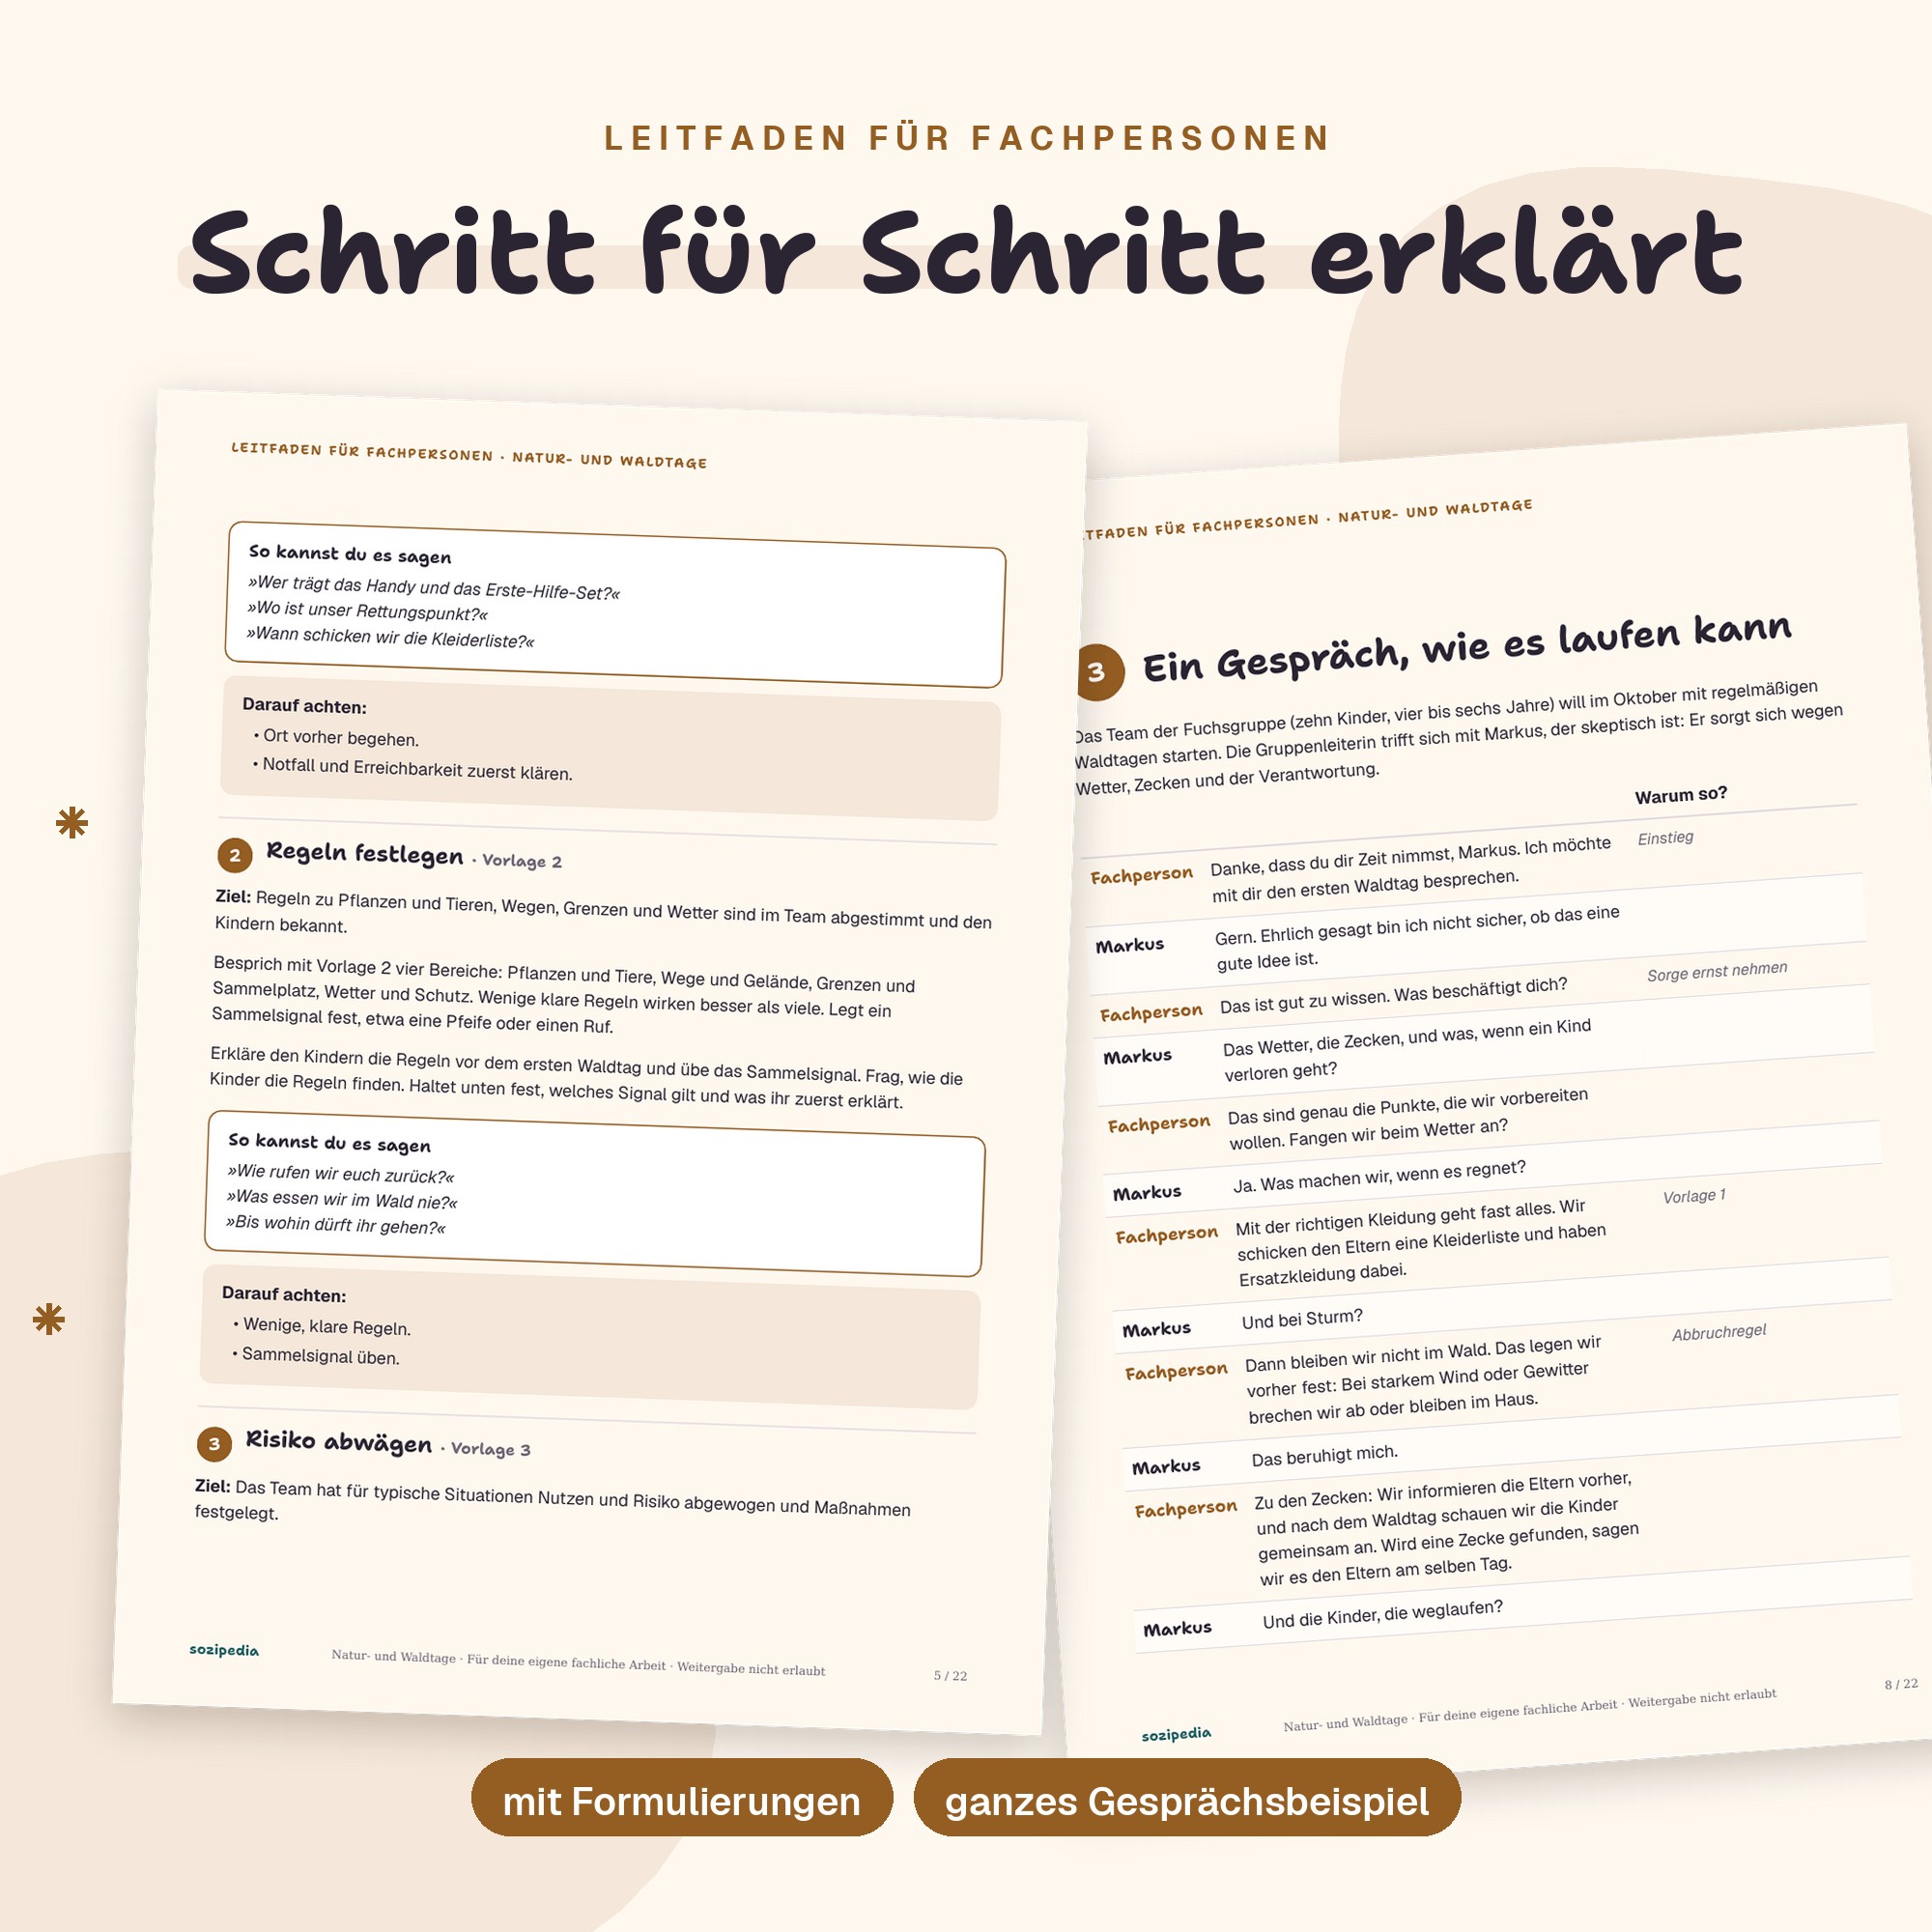 LEITFADEN FÜR FACHPERSONEN
Schritt für Schritt erklärt
LEITFADEN FÜR FACHPERSONEN · NATUR- UND WALDTAGE
So kannst du es sagen
»Wer trägt das Handy und das Erste-Hilfe-Set?«
»Wo ist unser Rettungspunkt?«
»Wann schicken wir die Kleiderliste?«
Darauf achten:
• Ort vorher begehen.
• Notfall und Erreichbarkeit zuerst klären.
2 Regeln festlegen · Vorlage 2
Ziel: Regeln zu Pflanzen und Tieren, Wegen, Grenzen und Wetter sind im Team abgestimmt und den
Kindern bekannt.
Besprich mit Vorlage 2 vier Bereiche: Pflanzen und Tiere, Wege und Gelände, Grenzen und
Sammelplatz, Wetter und Schutz. Wenige klare Regeln wirken besser als viele. Legt ein
Sammelsignal fest, etwa eine Pfeife oder einen Ruf.
Erkläre den Kindern die Regeln vor dem ersten Waldtag und übe das Sammelsignal. Frag, wie die
Kinder die Regeln finden. Haltet unten fest, welches Signal gilt und was ihr zuerst erklärt.
So kannst du es sagen
»Wie rufen wir euch zurück?«
»Was essen wir im Wald nie?«
»Bis wohin dürft ihr gehen?«
Darauf achten:
• Wenige, klare Regeln.
• Sammelsignal üben.
3 Risiko abwägen · Vorlage 3
Ziel: Das Team hat für typische Situationen Nutzen und Risiko abgewogen und Maßnahmen
festgelegt.
sozipedia Natur- und Waldtage · Für deine eigene fachliche Arbeit · Weitergabe nicht erlaubt 5 / 22
TFADEN FÜR FACHPERSONEN · NATUR- UND WALDTAGE
3 Ein Gespräch, wie es laufen kann
Das Team der Fuchsgruppe (zehn Kinder, vier bis sechs Jahre) will im Oktober mit regelmäßigen
Waldtagen starten. Die Gruppenleiterin trifft sich mit Markus, der skeptisch ist: Er sorgt sich wegen
Wetter, Zecken und der Verantwortung.
Warum so?
Fachperson Danke, dass du dir Zeit nimmst, Markus. Ich möchte Einstieg
mit dir den ersten Waldtag besprechen.
Markus Gern. Ehrlich gesagt bin ich nicht sicher, ob das eine
gute Idee ist.
Fachperson Das ist gut zu wissen. Was beschäftigt dich? Sorge ernst nehmen
Markus Das Wetter, die Zecken, und was, wenn ein Kind
verloren geht?
Fachperson Das sind genau die Punkte, die wir vorbereiten
wollen. Fangen wir beim Wetter an?
Markus Ja. Was machen wir, wenn es regnet?
Fachperson Mit der richtigen Kleidung geht fast alles. Wir Vorlage 1
schicken den Eltern eine Kleiderliste und haben
Ersatzkleidung dabei.
Markus Und bei Sturm?
Fachperson Dann bleiben wir nicht im Wald. Das legen wir Abbruchregel
vorher fest: Bei starkem Wind oder Gewitter
brechen wir ab oder bleiben im Haus.
Markus Das beruhigt mich.
Fachperson Zu den Zecken: Wir informieren die Eltern vorher,
und nach dem Waldtag schauen wir die Kinder
gemeinsam an. Wird eine Zecke gefunden, sagen
wir es den Eltern am selben Tag.
Markus Und die Kinder, die weglaufen?
sozipedia Natur- und Waldtage · Für deine eigene fachliche Arbeit · Weitergabe nicht erlaubt 8 / 22
mit Formulierungen
ganzes Gesprächsbeispiel